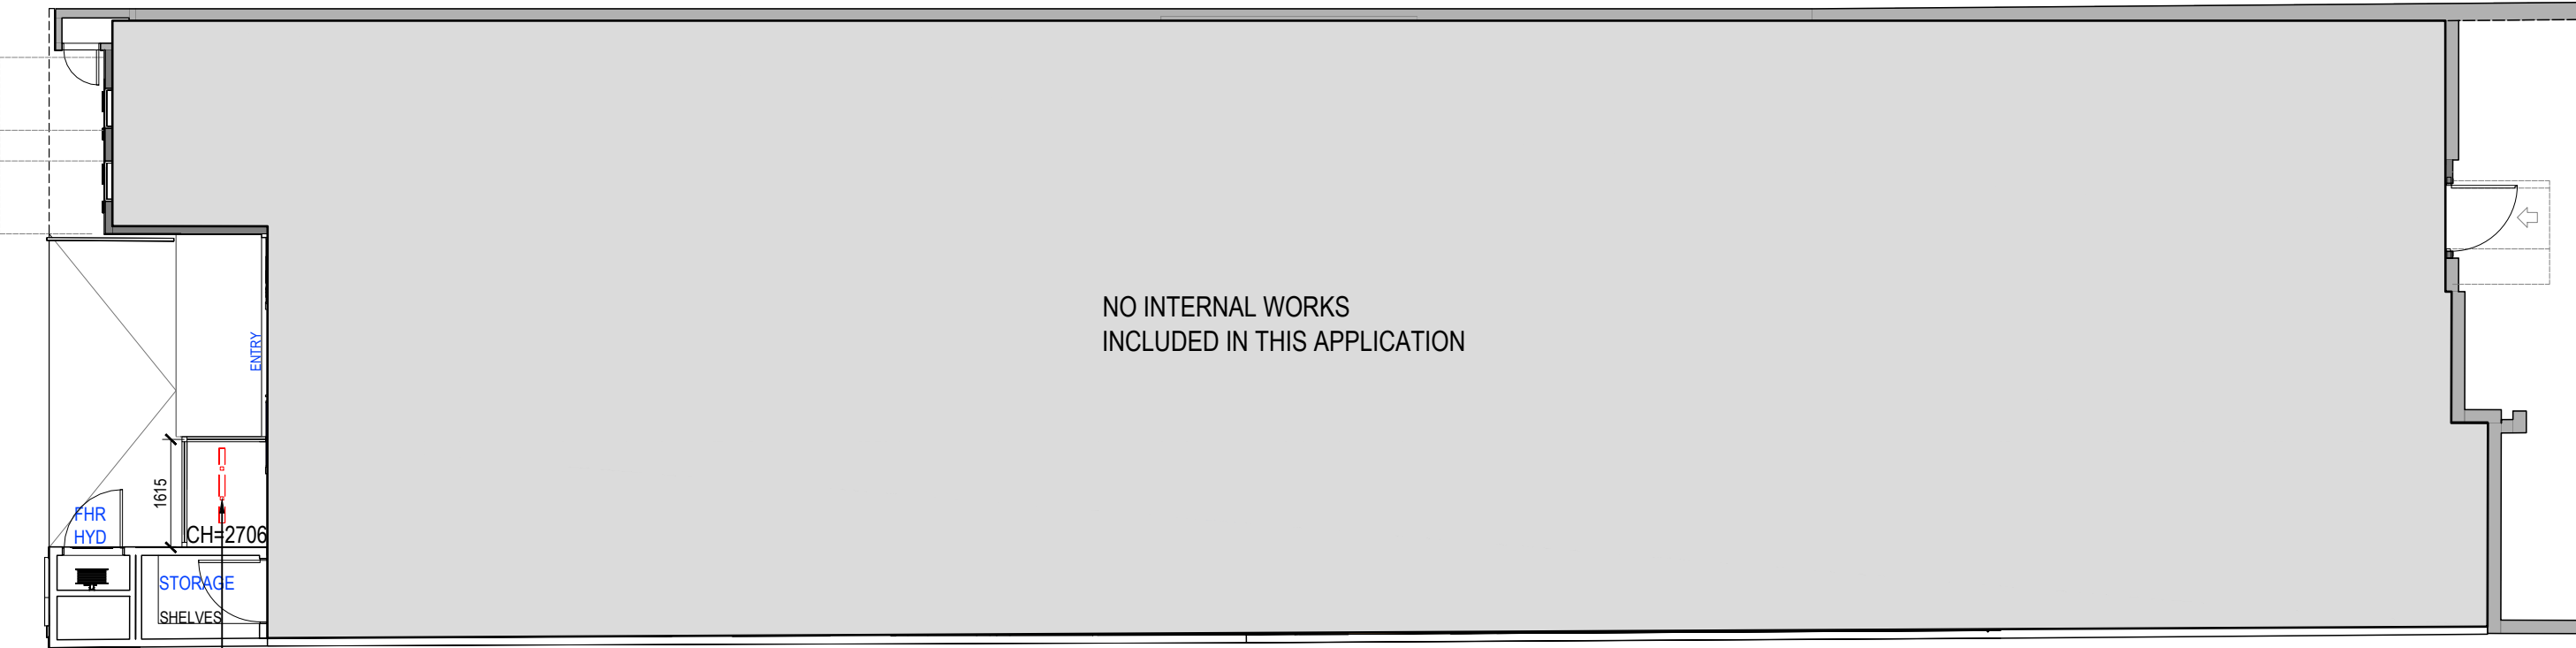 NO INTERNAL WORKS
INCLUDED IN THIS APPLICATION
ENTRY
1615
FHR
HYD
CH=2706
STORAGE
SHELVES